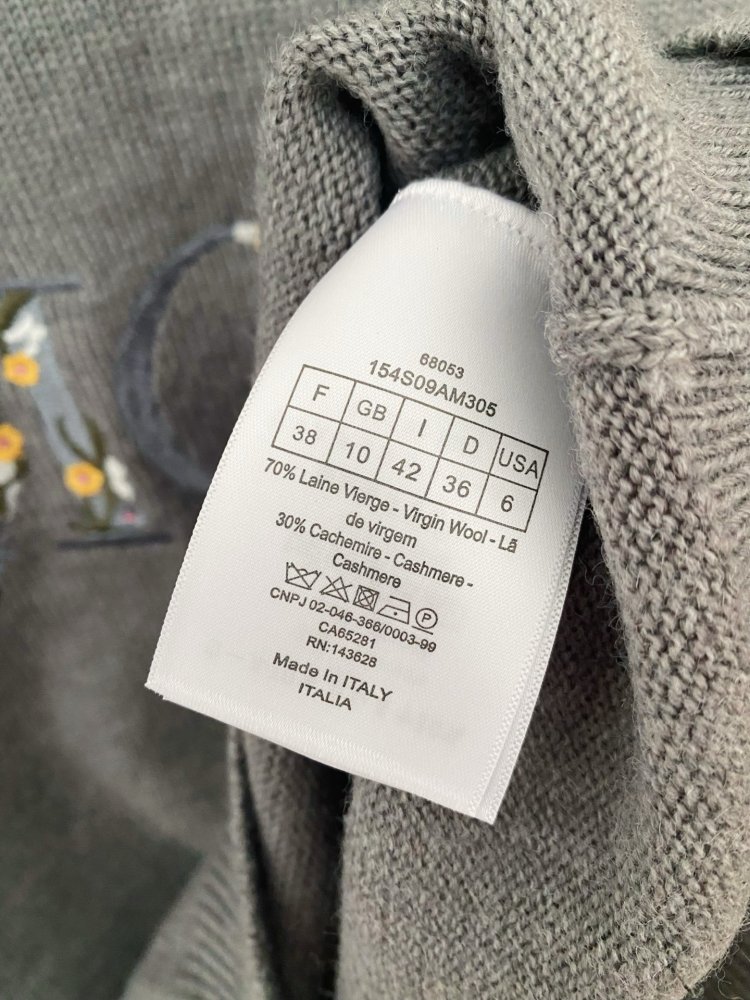 68053
154S09AM305
F GB I D USA
38 10 42 36 6
70% Laine Vierge - Virgin Wool - Lã
de virgem
30% Cachemire - Cashmere -
Cashmere
P
CNPJ 02-046-366/0003-99
CA65281
RN:143628
Made In ITALY
ITALIA